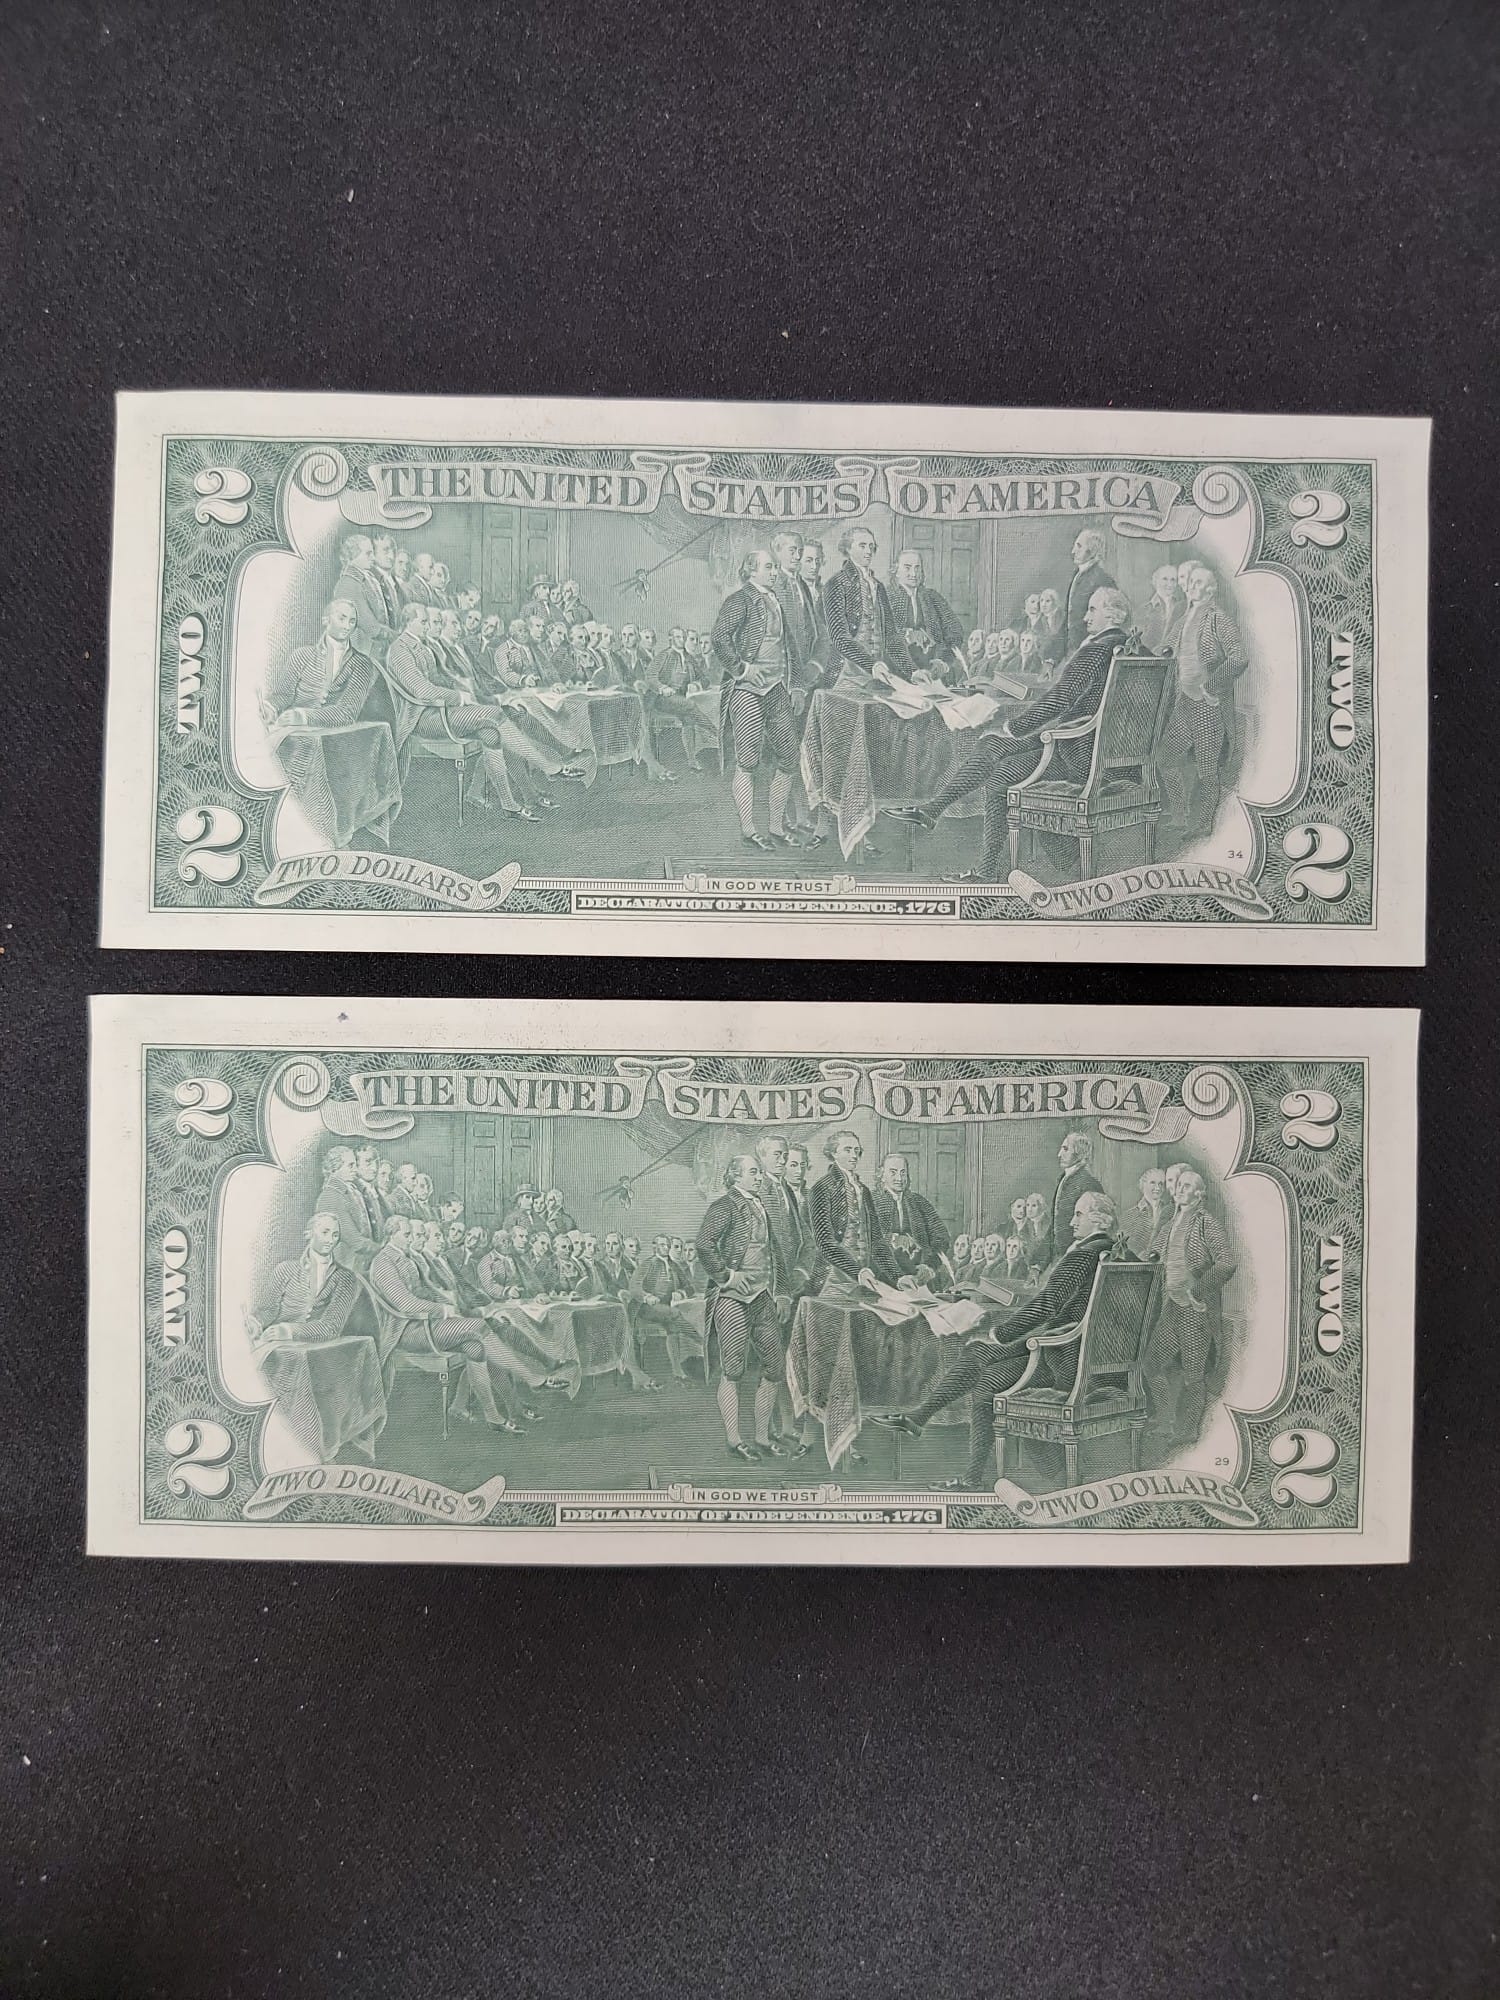 2 THE UNITED STATES OF AMERICA 2
TWO TWO
34
2 TWO DOLLARS IN GOD WE TRUST TWO DOLLARS 2
DECLARATION OF INDEPENDENCE, 1776
2 THE UNITED STATES OF AMERICA 2
TWO TWO
29
2 TWO DOLLARS IN GOD WE TRUST TWO DOLLARS 2
DECLARATION OF INDEPENDENCE, 1776